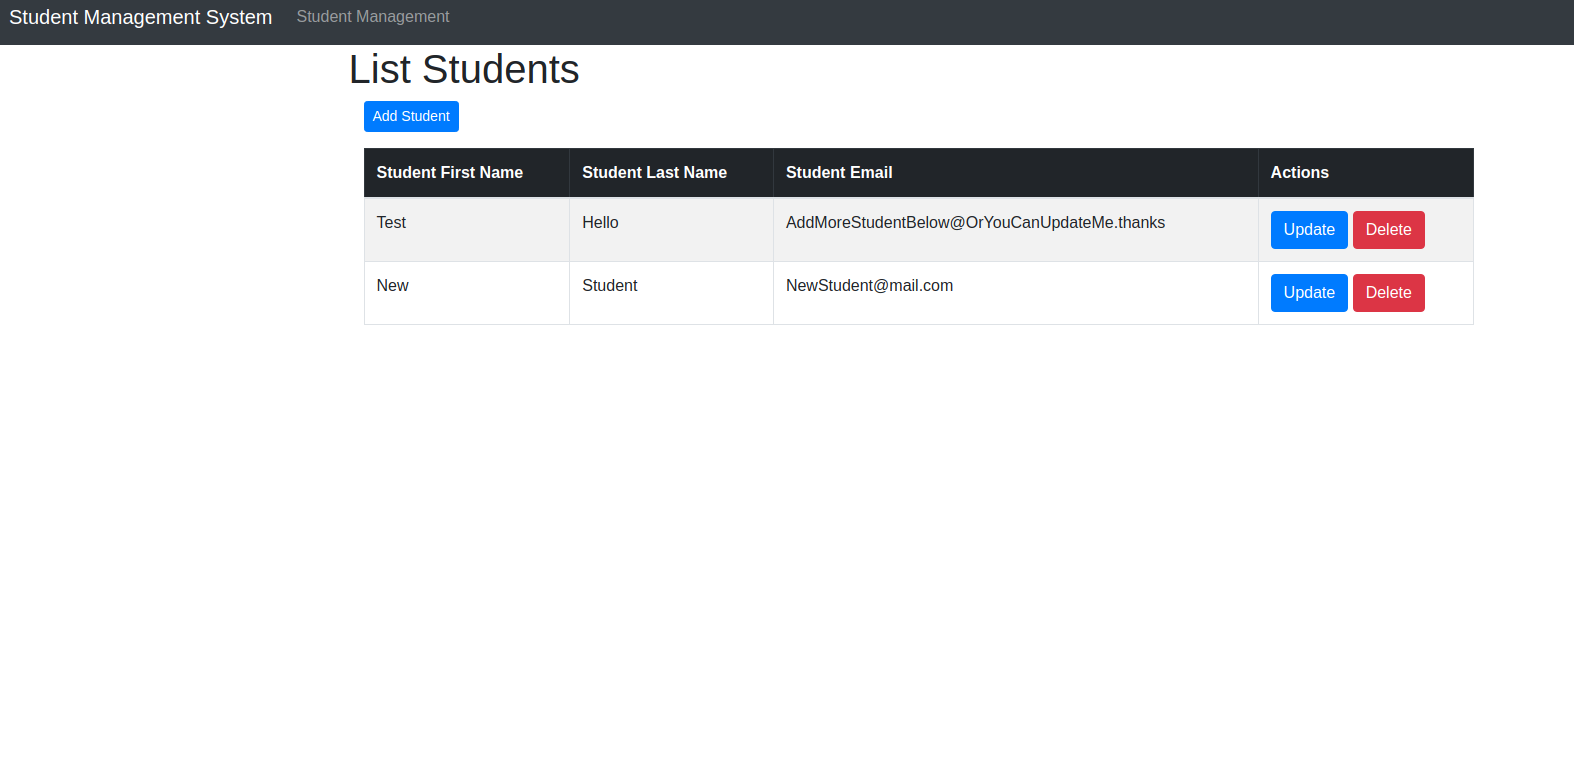 Student Management System Student Management
List Students
Add Student
Student First Name Student Last Name Student Email Actions
Test Hello AddMoreStudentBelow@OrYouCanUpdateMe.thanks Update Delete
New Student NewStudent@mail.com Update Delete